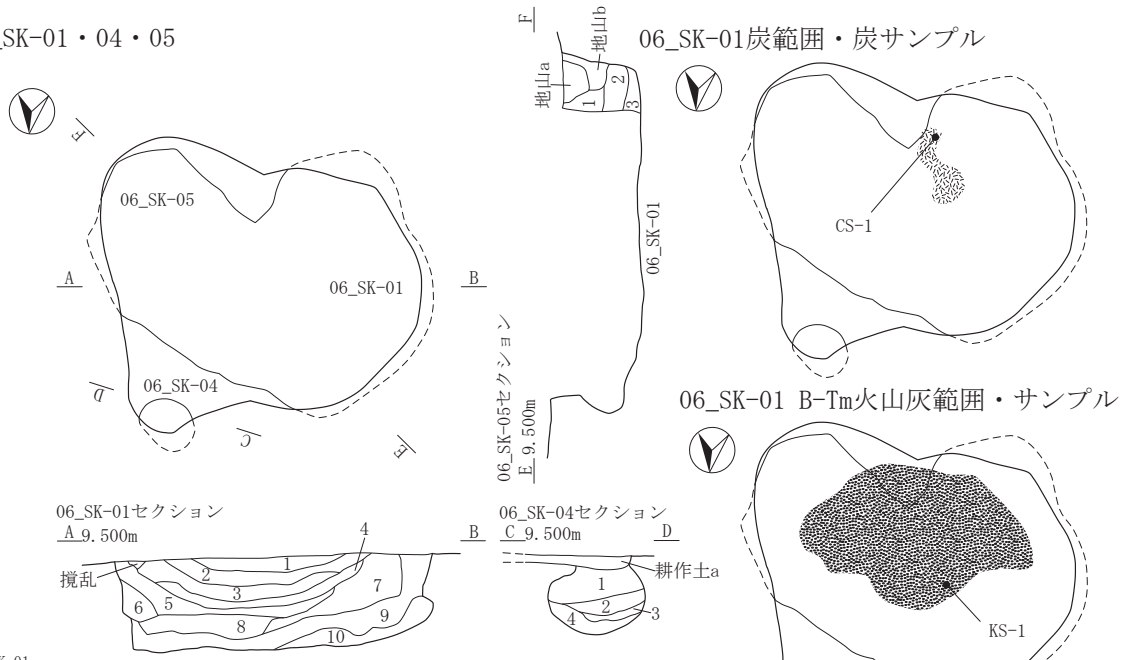 _SK-01・04・05
F
06_SK-05
A
B
06_SK-01
06_SK-04
D
C
E
06_SK-01セクション
A 9.500m
B
撹乱
1
2
3
4
5
6
7
8
9
10
F
地山a
地山b
1
2
3
06_SK-01
06_SK-05セクション
E 9.500m
06_SK-04セクション
C 9.500m
D
耕作土a
1
2
3
4
06_SK-01炭範囲・炭サンプル
CS-1
06_SK-01 B-Tm火山灰範囲・サンプル
KS-1